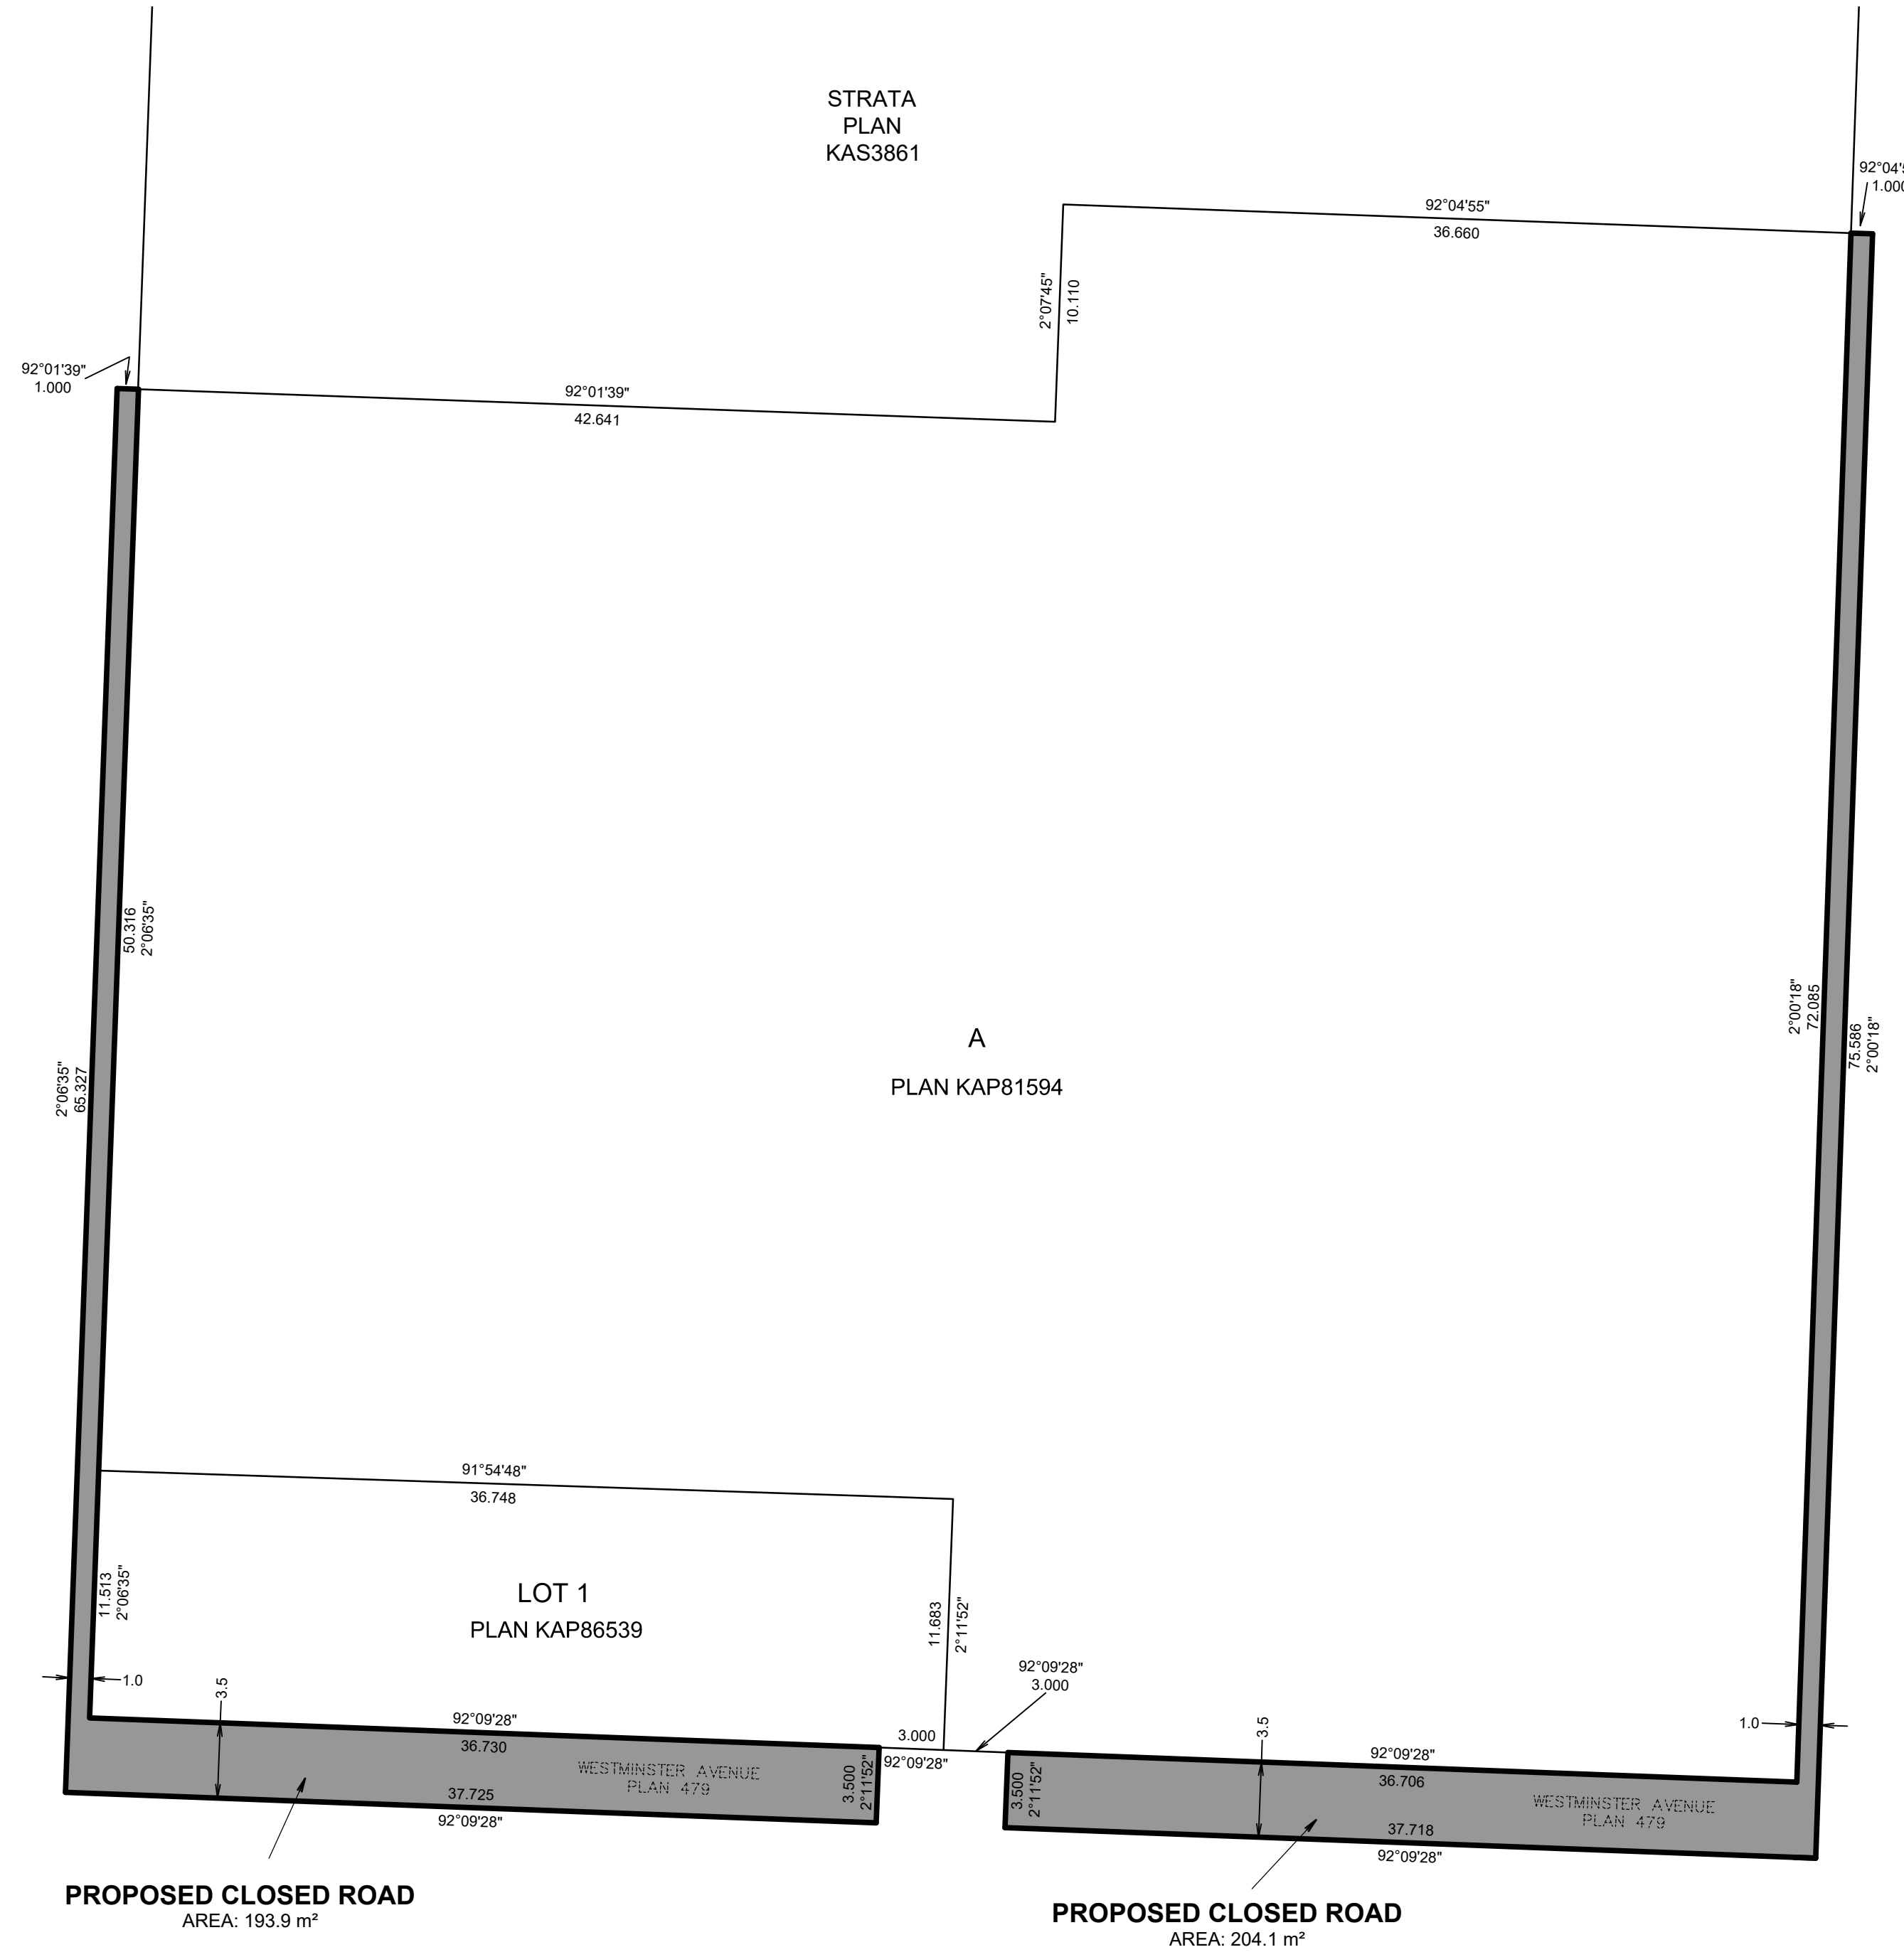 STRATA
PLAN
KAS3861
92°04'55"
36.660
1.000
2°07'45"
10.110
92°01'39"
1.000
92°01'39"
42.641
50.316
2°06'35"
2°06'35"
65.327
2°00'18"
72.085
75.586
2°00'18"
A
PLAN KAP81594
91°54'48"
36.748
11.513
2°06'35"
LOT 1
PLAN KAP86539
11.683
2°11'52"
1.0
3.5
92°09'28"
36.730
3.000
92°09'28"
92°09'28"
3.000
3.5
1.0
92°09'28"
36.706
WESTMINSTER AVENUE
PLAN 479
3.500
2°11'52"
3.500
2°11'52"
WESTMINSTER AVENUE
PLAN 479
37.725
92°09'28"
37.718
92°09'28"
PROPOSED CLOSED ROAD
AREA: 193.9 m²
PROPOSED CLOSED ROAD
AREA: 204.1 m²